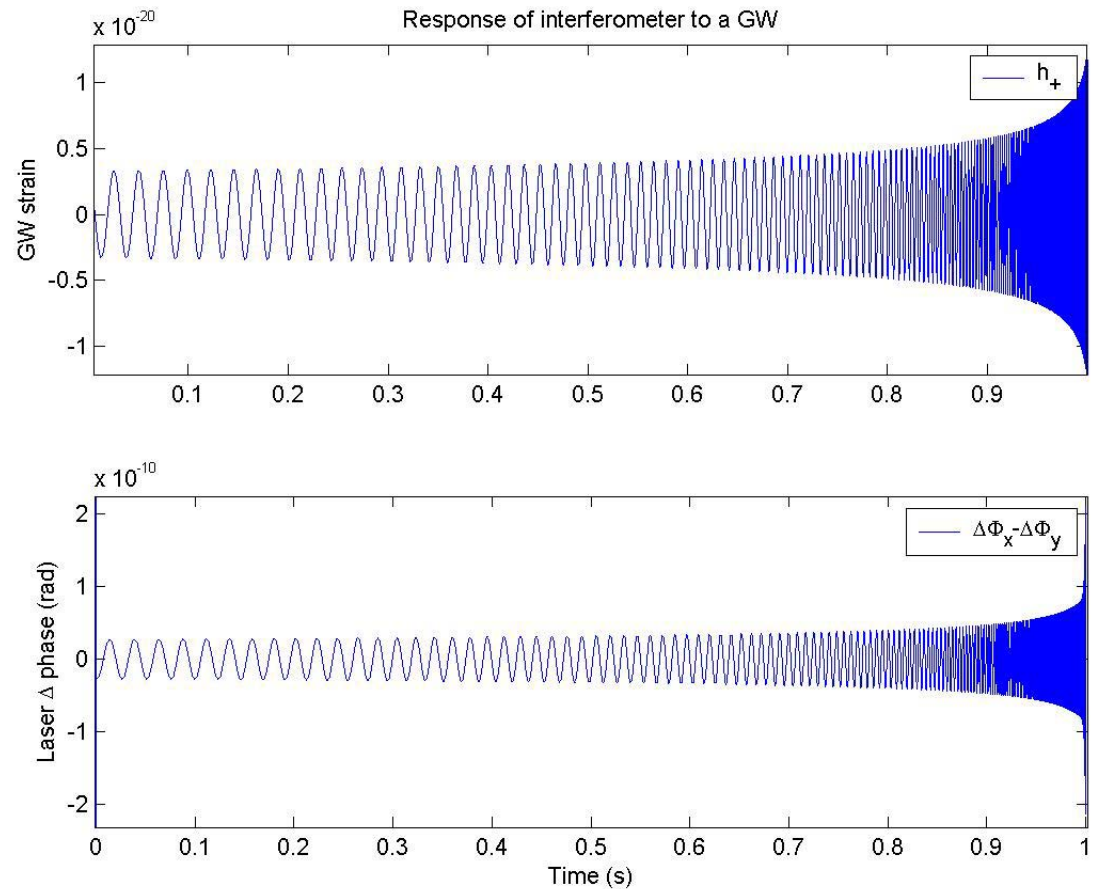 Response of interferometer to a GW
x 10^-20
1
0.5
0
-0.5
-1
GW strain
h_+
0.1 0.2 0.3 0.4 0.5 0.6 0.7 0.8 0.9
x 10^-10
2
1
0
-1
-2
Laser Δ phase (rad)
ΔΦ_x-ΔΦ_y
0 0.1 0.2 0.3 0.4 0.5 0.6 0.7 0.8 0.9 1
Time (s)